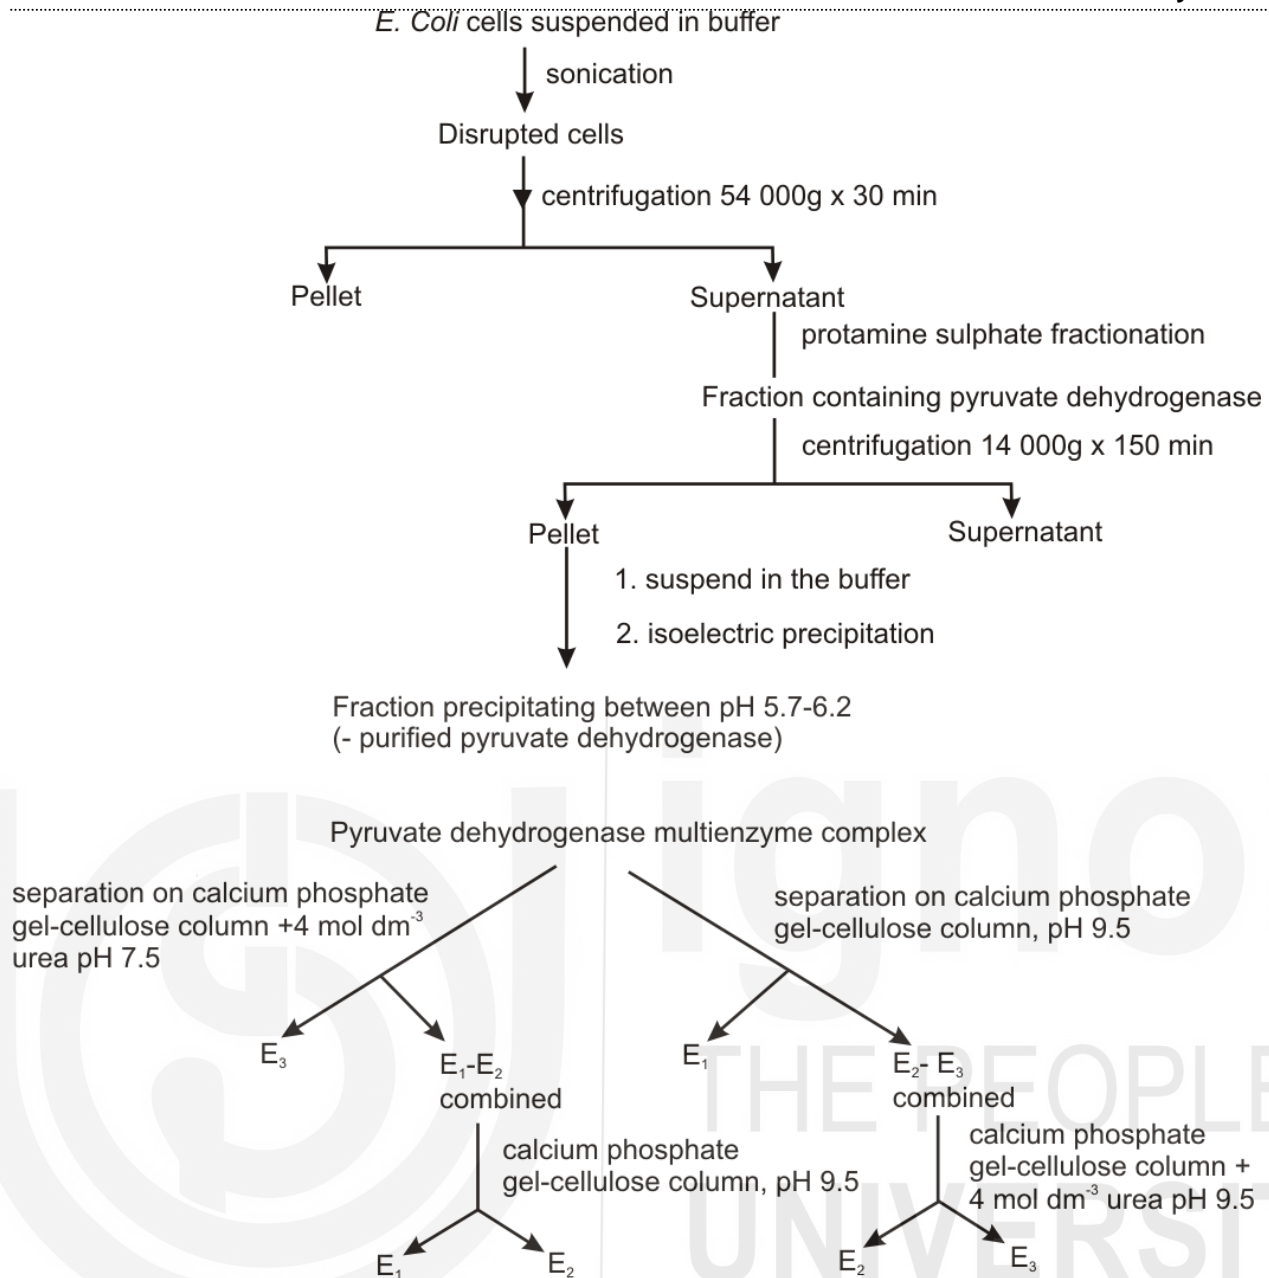 E. Coli cells suspended in buffer
sonication
Disrupted cells
centrifugation 54 000g x 30 min
Pellet
Supernatant
protamine sulphate fractionation
Fraction containing pyruvate dehydrogenase
centrifugation 14 000g x 150 min
Pellet
Supernatant
1. suspend in the buffer
2. isoelectric precipitation
Fraction precipitating between pH 5.7-6.2
(- purified pyruvate dehydrogenase)
Pyruvate dehydrogenase multienzyme complex
separation on calcium phosphate
gel-cellulose column +4 mol dm⁻³
urea pH 7.5
separation on calcium phosphate
gel-cellulose column, pH 9.5
E₃
E₁-E₂
combined
E₁
E₂- E₃
combined
calcium phosphate
gel-cellulose column, pH 9.5
calcium phosphate
gel-cellulose column +
4 mol dm⁻³ urea pH 9.5
E₁
E₂
E₂
E₃
ignou
THE PEOPLE
UNIVERSIT